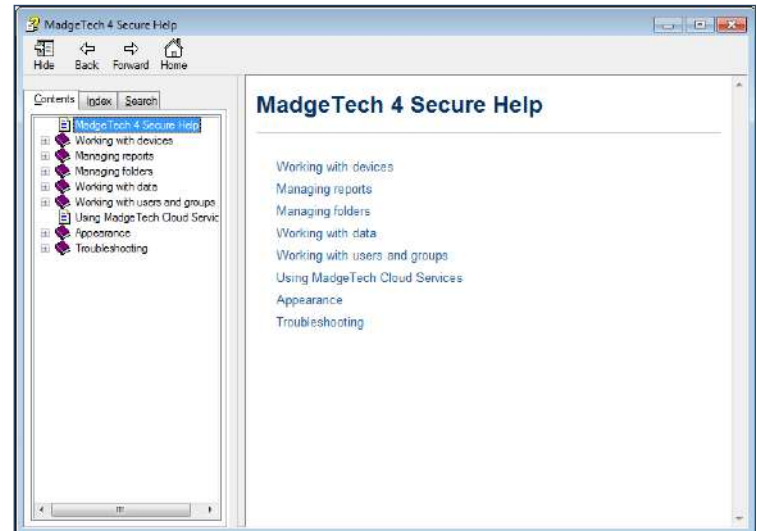 MadgeTech 4 Secure Help
Hide Back Forward Home
Contents Index Search
MadgeTech 4 Secure Help
Working with devices
Managing reports
Managing folders
Working with data
Working with users and groups
Using MadgeTech Cloud Servic
Appearance
Troubleshooting
MadgeTech 4 Secure Help
Working with devices
Managing reports
Managing folders
Working with data
Working with users and groups
Using MadgeTech Cloud Services
Appearance
Troubleshooting